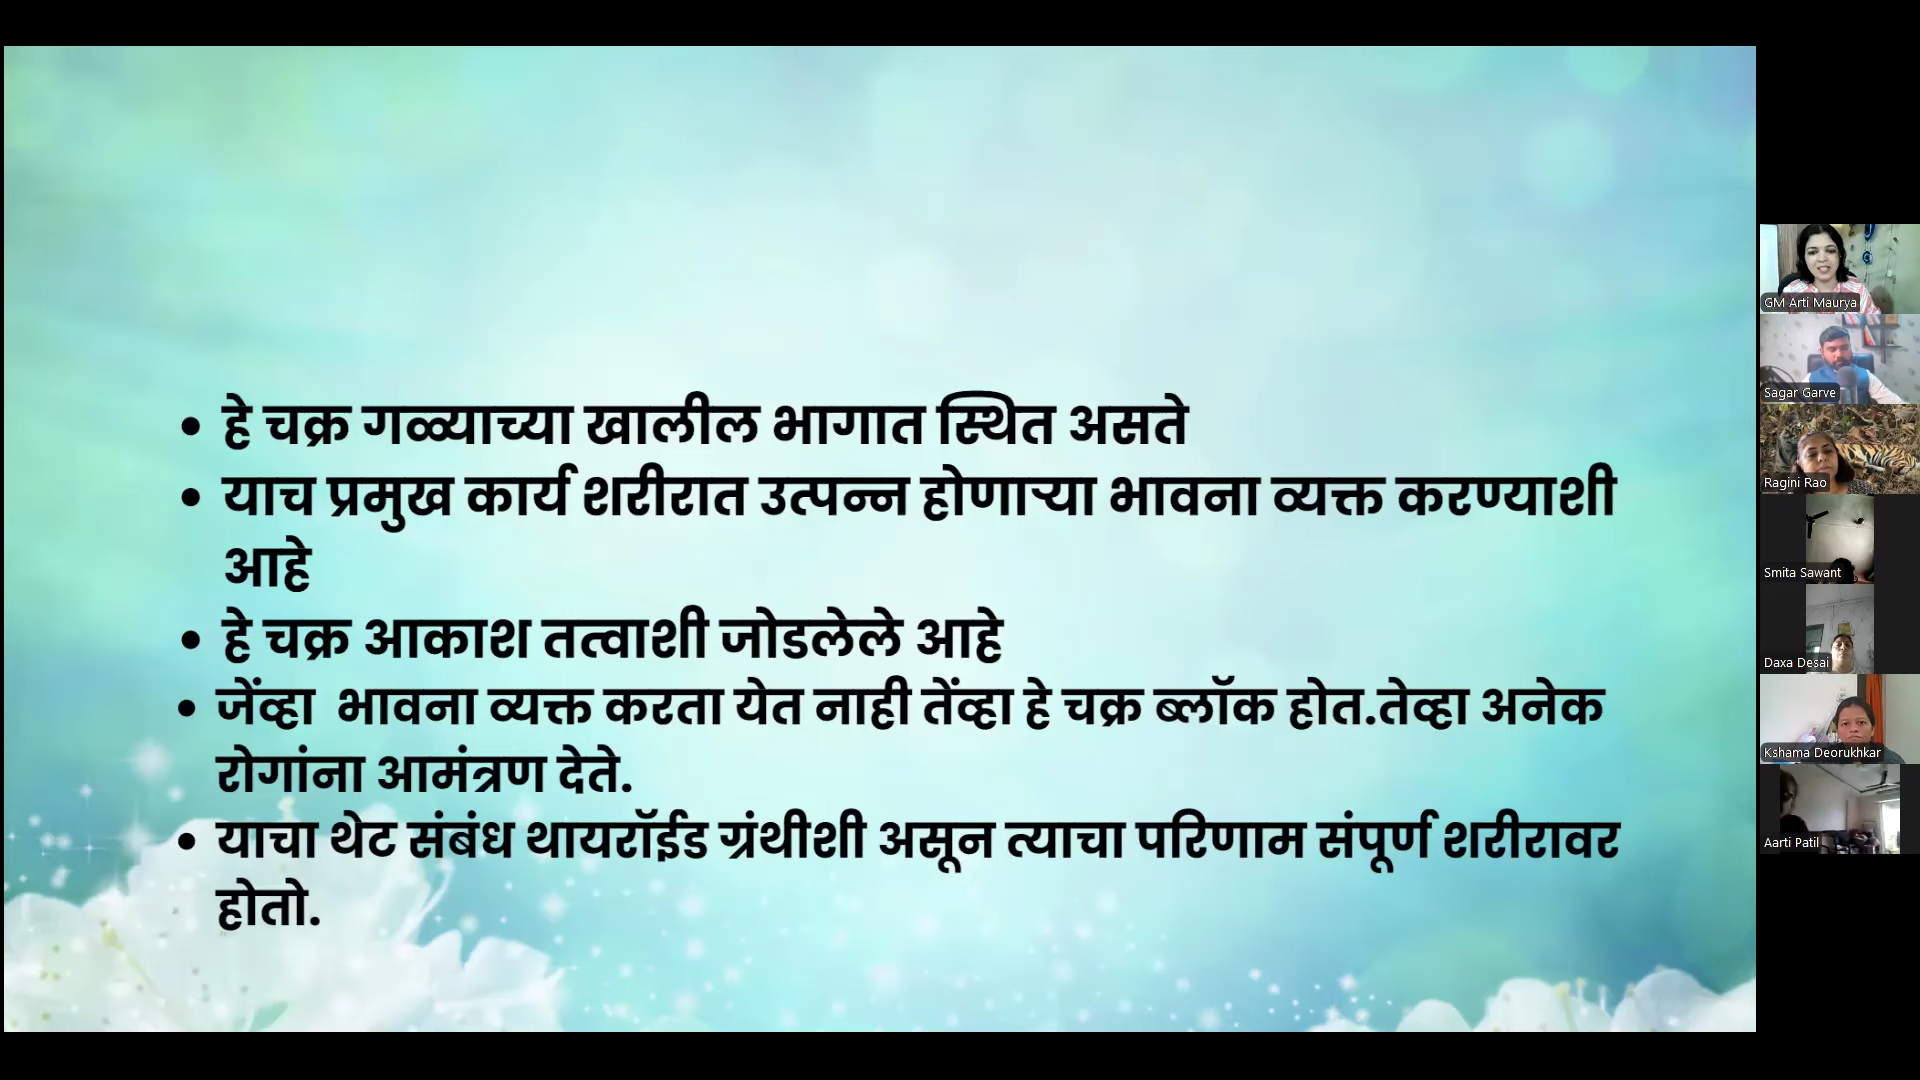 • हे चक्र गळ्याच्या खालील भागात स्थित असते
• याच प्रमुख कार्य शरीरात उत्पन्न होणाऱ्या भावना व्यक्त करण्याशी
आहे
• हे चक्र आकाश तत्वाशी जोडलेले आहे
• जेंव्हा भावना व्यक्त करता येत नाही तेंव्हा हे चक्र ब्लॉक होत.तेव्हा अनेक
रोगांना आमंत्रण देते.
• याचा थेट संबंध थायरॉईड ग्रंथीशी असून त्याचा परिणाम संपूर्ण शरीरावर
होतो.
GM Arti Maurya
Sagar Garve
Ragini Rao
Smita Sawant
Daxa Desai
Kshama Deorukhkar
Aarti Patil